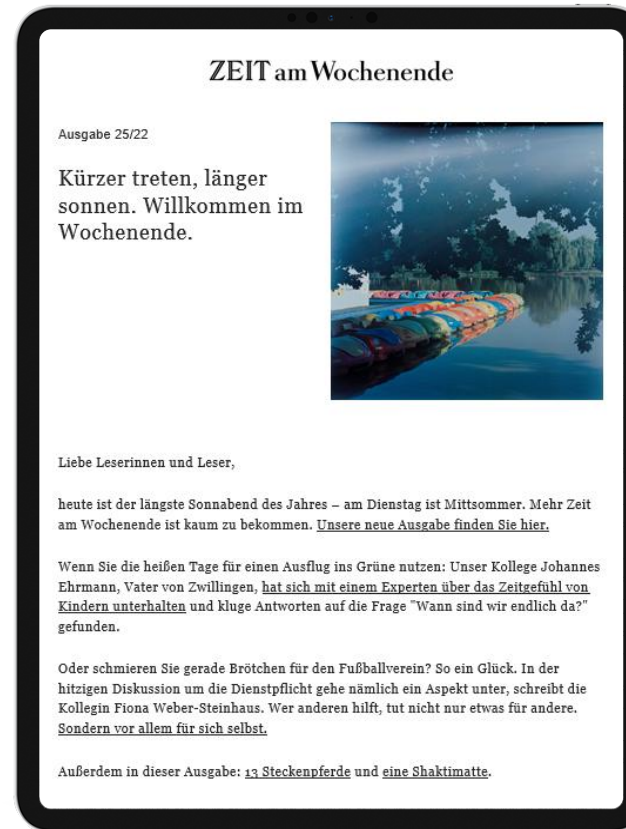 ZEIT am Wochenende
Ausgabe 25/22
Kürzer treten, länger
sonnen. Willkommen im
Wochenende.
Liebe Leserinnen und Leser,
heute ist der längste Sonnabend des Jahres – am Dienstag ist Mittsommer. Mehr Zeit
am Wochenende ist kaum zu bekommen. Unsere neue Ausgabe finden Sie hier.
Wenn Sie die heißen Tage für einen Ausflug ins Grüne nutzen: Unser Kollege Johannes
Ehrmann, Vater von Zwillingen, hat sich mit einem Experten über das Zeitgefühl von
Kindern unterhalten und kluge Antworten auf die Frage "Wann sind wir endlich da?"
gefunden.
Oder schmieren Sie gerade Brötchen für den Fußballverein? So ein Glück. In der
hitzigen Diskussion um die Dienstpflicht gehe nämlich ein Aspekt unter, schreibt die
Kollegin Fiona Weber-Steinhaus. Wer anderen hilft, tut nicht nur etwas für andere.
Sondern vor allem für sich selbst.
Außerdem in dieser Ausgabe: 13 Steckenpferde und eine Shaktimatte.